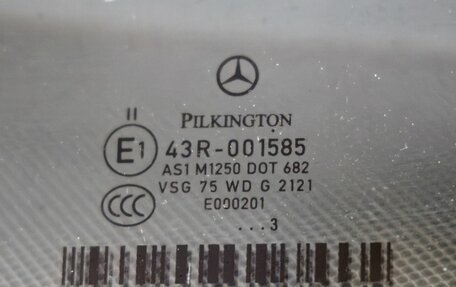 PILKINGTON
II
E1 43R-001585
AS1 M1250 DOT 682
VSG 75 WD G 2121
CCC E000201
...3